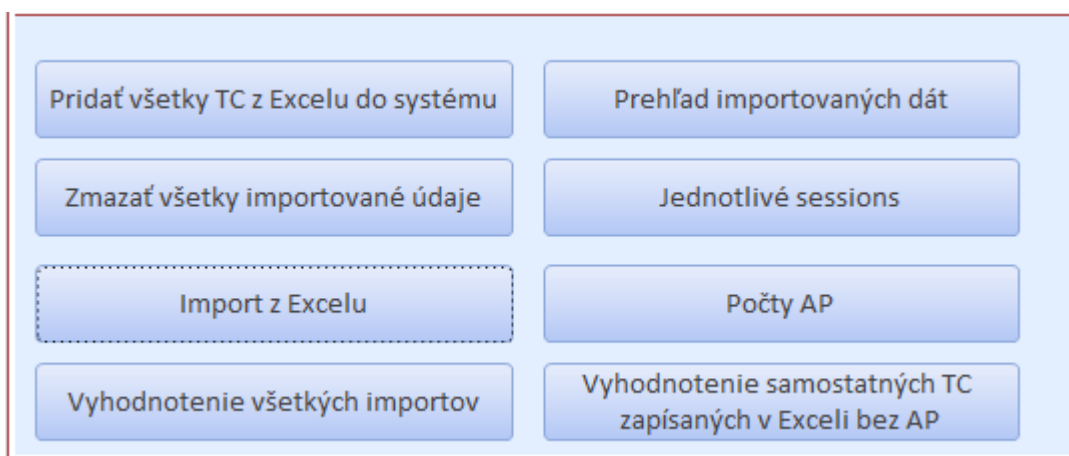 Pridať všetky TC z Excelu do systému
Prehľad importovaných dát
Zmazať všetky importované údaje
Jednotlivé sessions
Import z Excelu
Počty AP
Vyhodnotenie všetkých importov
Vyhodnotenie samostatných TC
zapísaných v Exceli bez AP